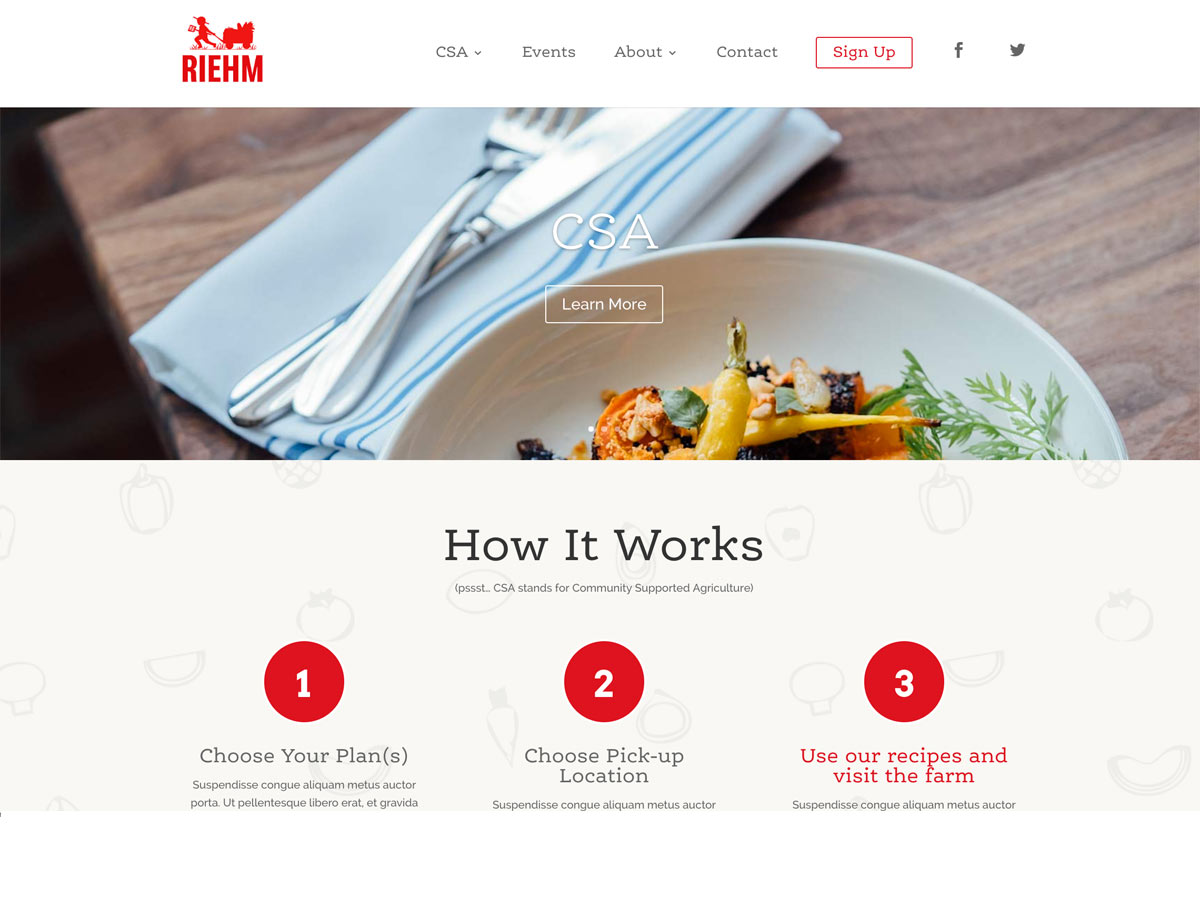 RIEHM
CSA Events About Contact Sign Up
CSA
Learn More
How It Works
(pssst... CSA stands for Community Supported Agriculture)
1
2
3
Choose Your Plan(s)
Suspendisse congue aliquam metus auctor
porta. Ut pellentesque libero erat, et gravida
Choose Pick-up
Location
Suspendisse congue aliquam metus auctor
Use our recipes and
visit the farm
Suspendisse congue aliquam metus auctor